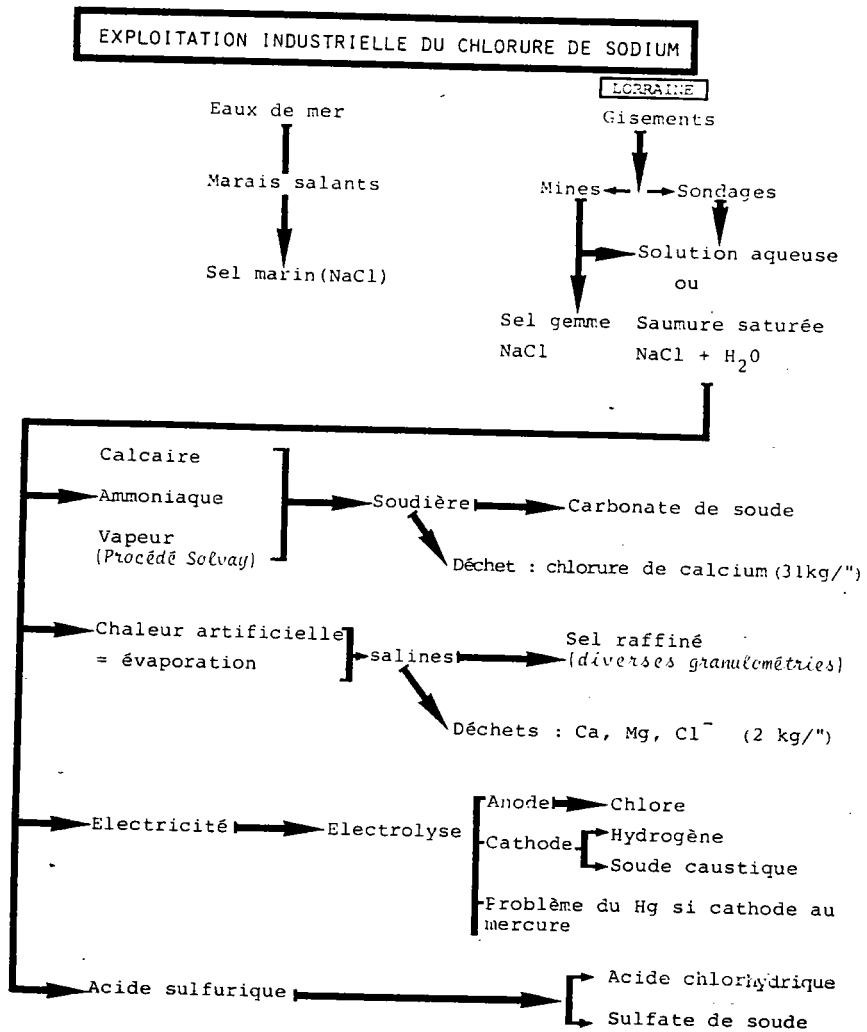 EXPLOITATION INDUSTRIELLE DU CHLORURE DE SODIUM
LORRAINE
Eaux de mer
Gisements
Marais salants
Mines
Sondages
Sel marin(NaCl)
Solution aqueuse
ou
Sel gemme
Saumure saturée
NaCl
NaCl + H₂O
Calcaire
Ammoniaque
Soudière
Carbonate de soude
Vapeur
(Procédé Solvay)
Déchet : chlorure de calcium (31kg/")
Chaleur artificielle
= évaporation
salines
Sel raffiné
(diverses granulométries)
Déchets : Ca, Mg, Cl⁻ (2 kg/")
Electricité
Electrolyse
Anode
Chlore
Cathode
Hydrogène
Soude caustique
Problème du Hg si cathode au
mercure
Acide sulfurique
Acide chlorhydrique
Sulfate de soude